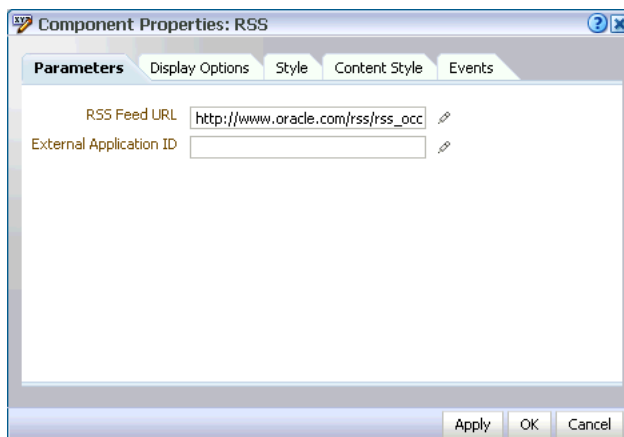 Component Properties: RSS
Parameters Display Options Style Content Style Events
RSS Feed URL http://www.oracle.com/rss/rss_occ
External Application ID
Apply OK Cancel